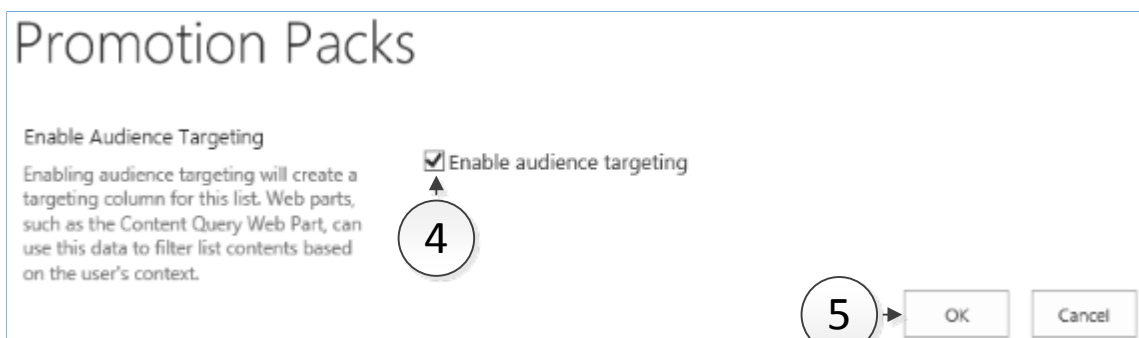 Promotion Packs
Enable Audience Targeting
Enabling audience targeting will create a
targeting column for this list. Web parts,
such as the Content Query Web Part, can
use this data to filter list contents based
on the user's context.
Enable audience targeting
4
5
OK
Cancel